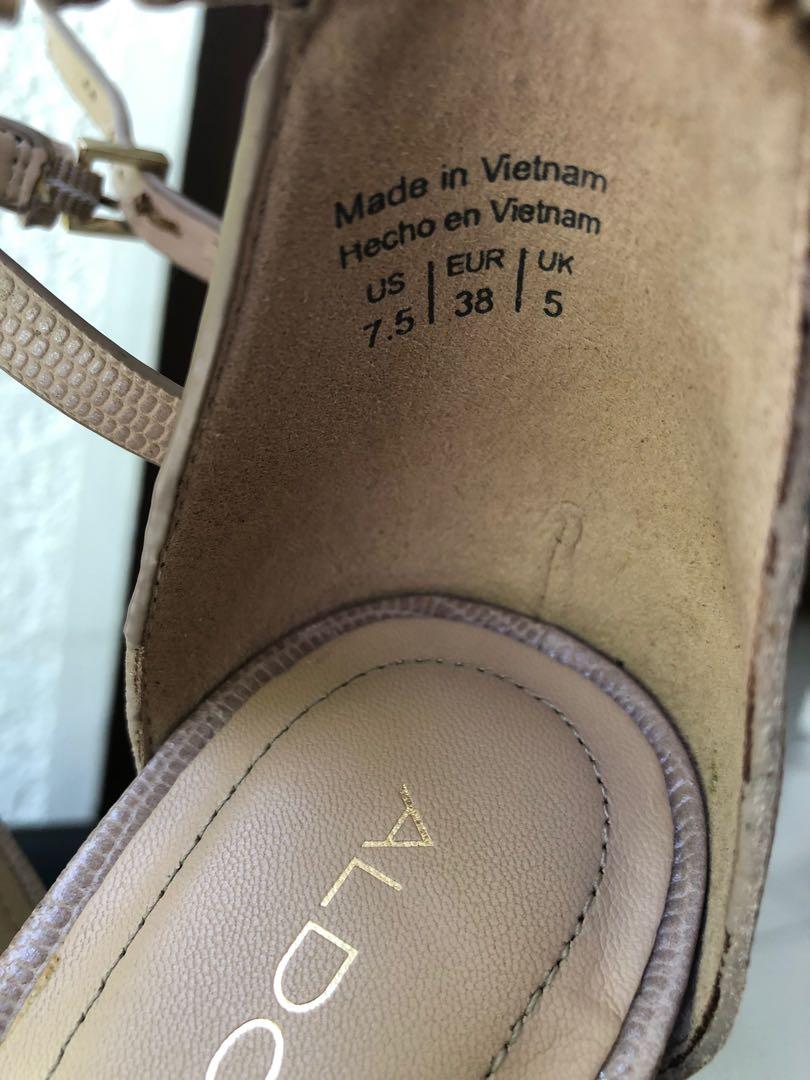 Made in Vietnam
Hecho en Vietnam
US | EUR | UK
7.5 | 38 | 5
ALDO